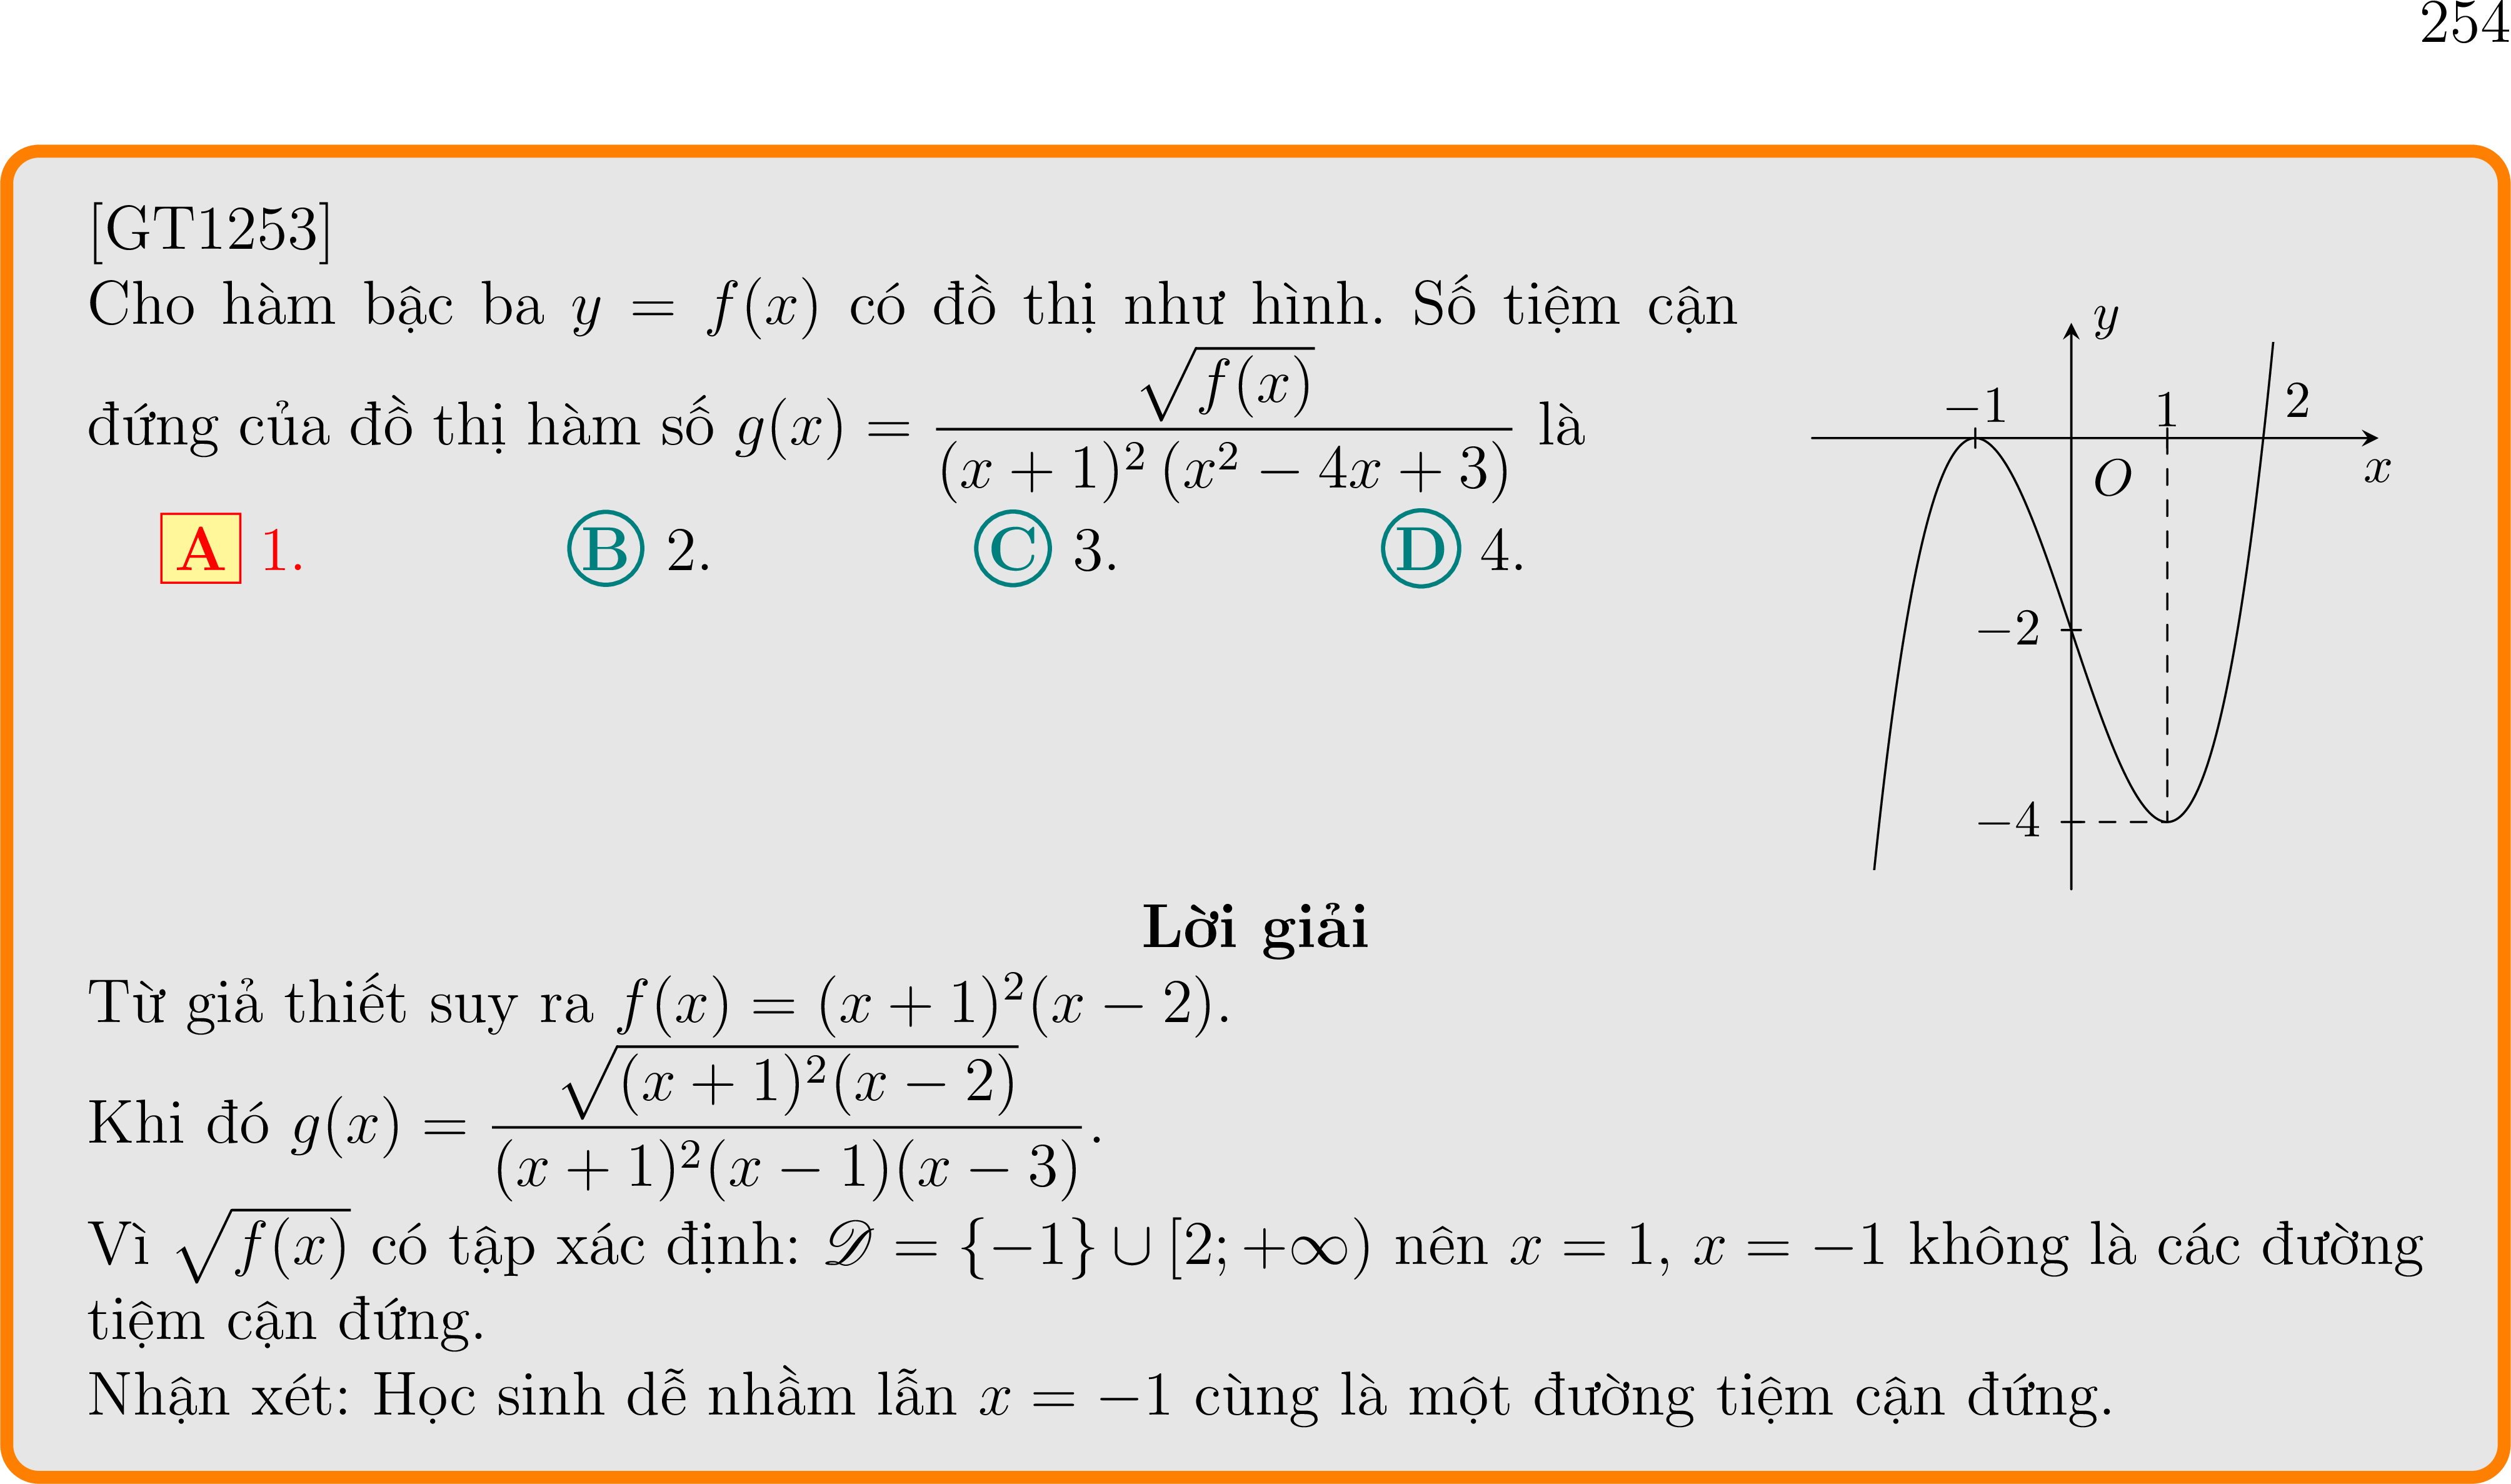 254
[GT1253]
Cho hàm bậc ba y = f(x) có đồ thị như hình. Số tiệm cận
đứng của đồ thị hàm số g(x) = \frac{\sqrt{f(x)}}{(x + 1)^2 (x^2 − 4x + 3)} là
A 1. B 2. C 3. D 4.
y
−1
1
2
O
x
−2
−4
Lời giải
Từ giả thiết suy ra f(x) = (x + 1)^2(x − 2).
Khi đó g(x) = \frac{\sqrt{(x + 1)^2(x − 2)}}{(x + 1)^2(x − 1)(x − 3)}.
Vì \sqrt{f(x)} có tập xác định: 𝒟 = {−1} ∪ [2; +∞) nên x = 1, x = −1 không là các đường
tiệm cận đứng.
Nhận xét: Học sinh dễ nhầm lẫn x = −1 cùng là một đường tiệm cận đứng.